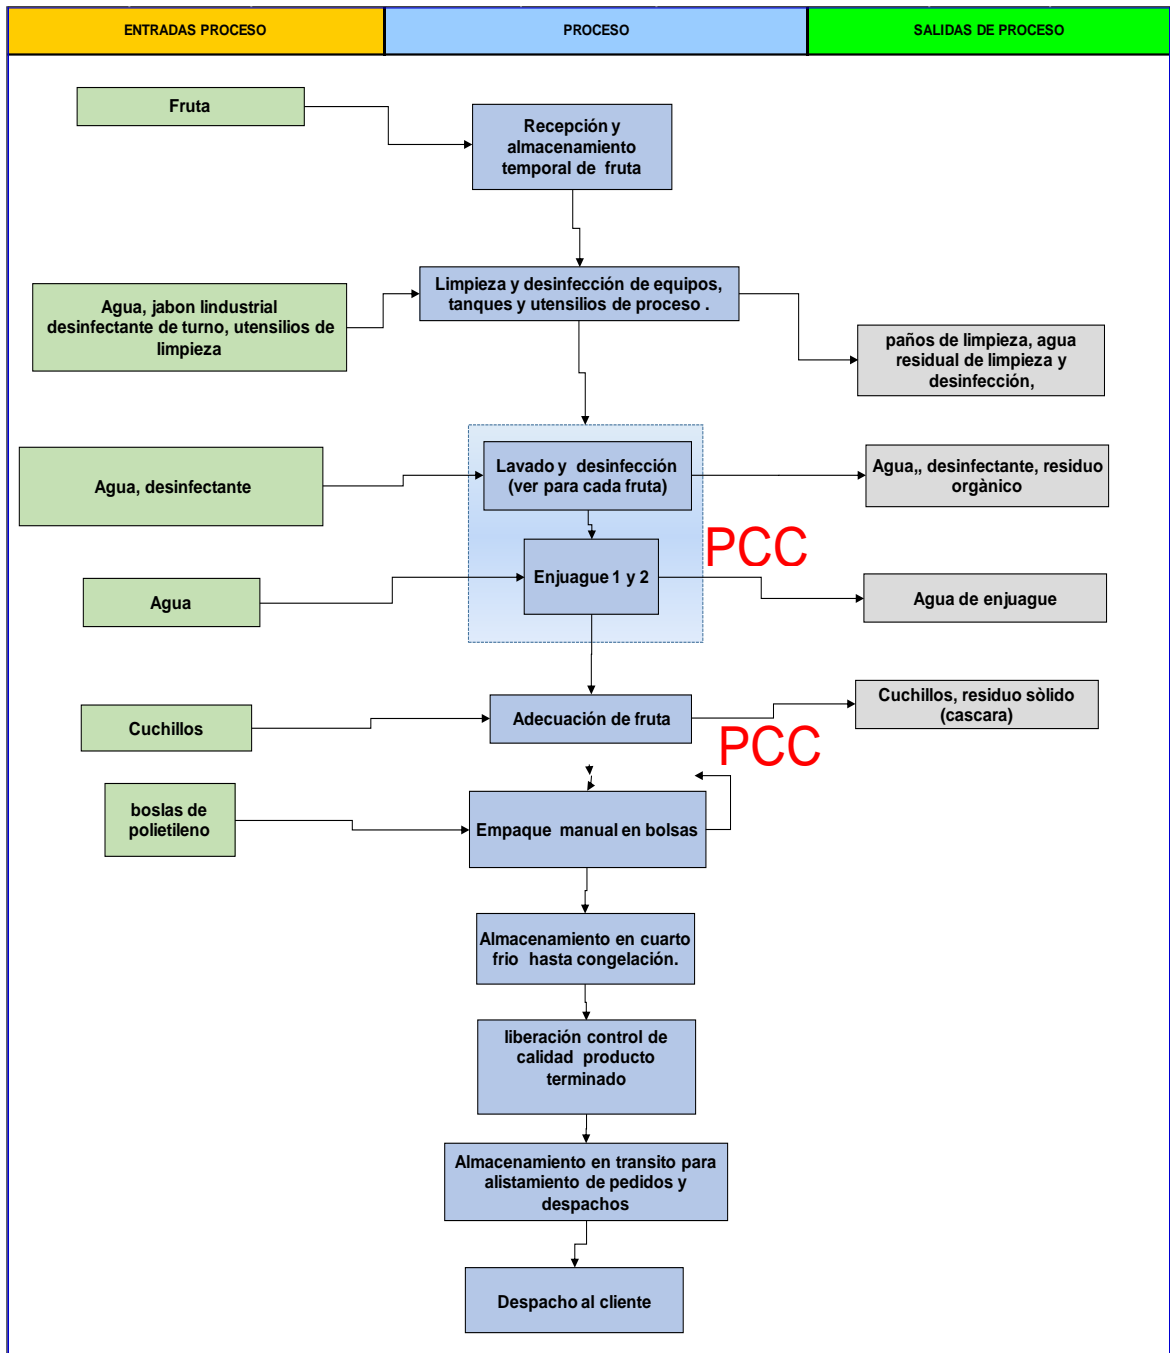 ENTRADAS PROCESO
PROCESO
SALIDAS DE PROCESO
Fruta
Recepción y
almacenamiento
temporal de fruta
Agua, jabon lindustrial
desinfectante de turno, utensilios de
limpieza
Limpieza y desinfección de equipos,
tanques y utensilios de proceso .
paños de limpieza, agua
residual de limpieza y
desinfección,
Agua, desinfectante
Lavado y desinfección
(ver para cada fruta)
Agua,, desinfectante, residuo
orgànico
PCC
Agua
Enjuague 1 y 2
Agua de enjuague
Cuchillos
Adecuación de fruta
Cuchillos, residuo sòlido
(cascara)
PCC
boslas de
polietileno
Empaque manual en bolsas
Almacenamiento en cuarto
frio hasta congelación.
liberación control de
calidad producto
terminado
Almacenamiento en transito para
alistamiento de pedidos y
despachos
Despacho al cliente